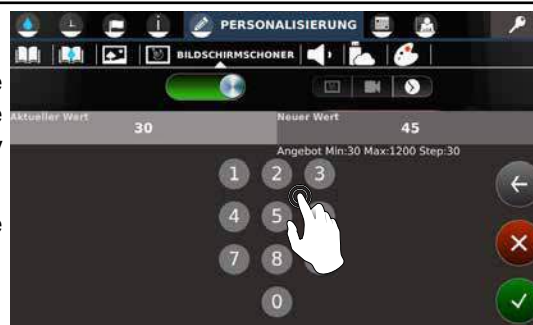 PERSONALISIERUNG
BILDSCHIRMSCHONER
Aktueller Wert
30
Neuer Wert
45
Angebot Min:30 Max:1200 Step:30
1 2 3
4 5
7 8
0